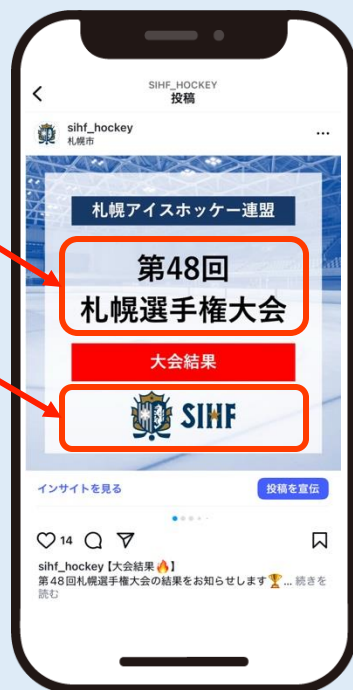 SIHF_HOCKEY
投稿
sihf_hockey
札幌市
札幌アイスホッケー連盟
第48回
札幌選手権大会
大会結果
SIHF
インサイトを見る
投稿を宣伝
14
sihf_hockey【大会結果🔥】
第48回札幌選手権大会の結果をお知らせします🏆... 続きを
読む